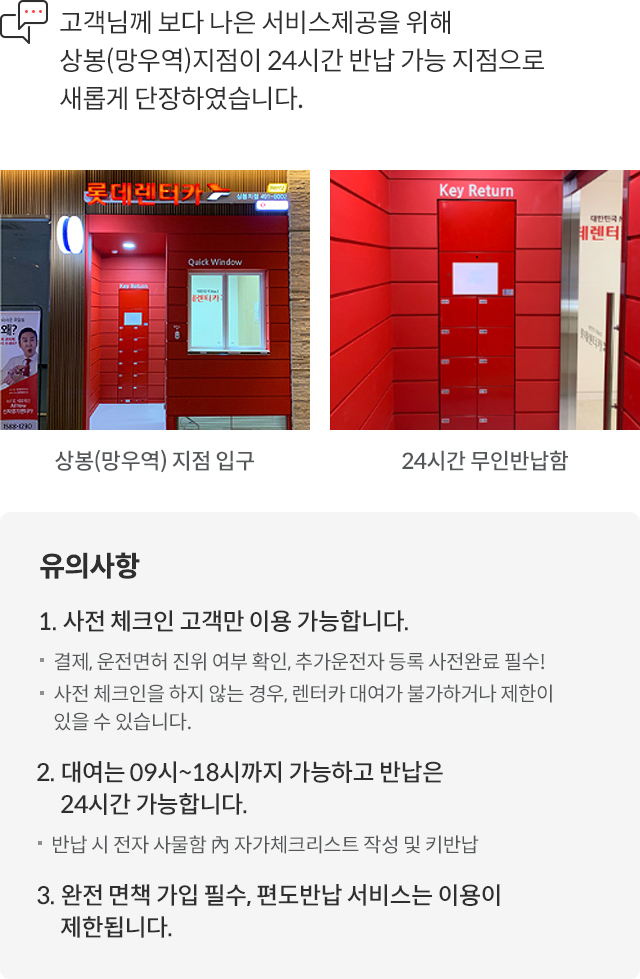 고객님께 보다 나은 서비스제공을 위해
상봉(망우역)지점이 24시간 반납 가능 지점으로
새롭게 단장하였습니다.
롯데렌터카
Key Return
Quick Window
왜?
Key Return
대한민국
렌터
상봉(망우역) 지점 입구
24시간 무인반납함
유의사항
1. 사전 체크인 고객만 이용 가능합니다.
▪ 결제, 운전면허 진위 여부 확인, 추가운전자 등록 사전완료 필수!
▪ 사전 체크인을 하지 않는 경우, 렌터카 대여가 불가하거나 제한이
있을 수 있습니다.
2. 대여는 09시~18시까지 가능하고 반납은
24시간 가능합니다.
▪ 반납 시 전자 사물함 內 자가체크리스트 작성 및 키반납
3. 완전 면책 가입 필수, 편도반납 서비스는 이용이
제한됩니다.